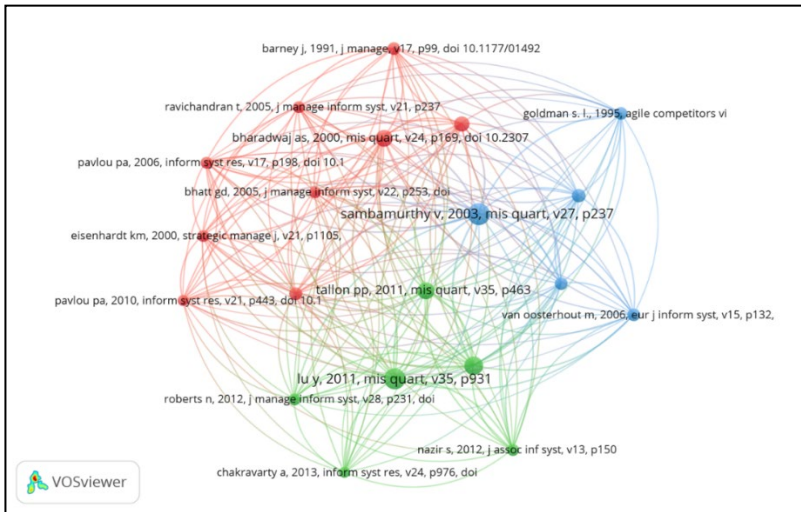 barney j, 1991, j manage, v17, p99, doi 10.1177/01492
ravichandran t, 2005, j manage inform syst, v21, p237
goldman s. l., 1995, agile competitors vi
bharadwaj as, 2000, mis quart, v24, p169, doi 10.2307
pavlou pa, 2006, inform syst res, v17, p198, doi 10.1
bhatt gd, 2005, j manage inform syst, v22, p253, doi
sambamurthy v, 2003, mis quart, v27, p237
eisenhardt km, 2000, strategic manage j, v21, p1105,
tallon pp, 2011, mis quart, v35, p463
pavlou pa, 2010, inform syst res, v21, p443, doi 10.1
van oosterhout m, 2006, eur j inform syst, v15, p132,
lu y, 2011, mis quart, v35, p931
roberts n, 2012, j manage inform syst, v28, p231, doi
nazir s, 2012, j assoc inf syst, v13, p150
chakravarty a, 2013, inform syst res, v24, p976, doi
VOSviewer